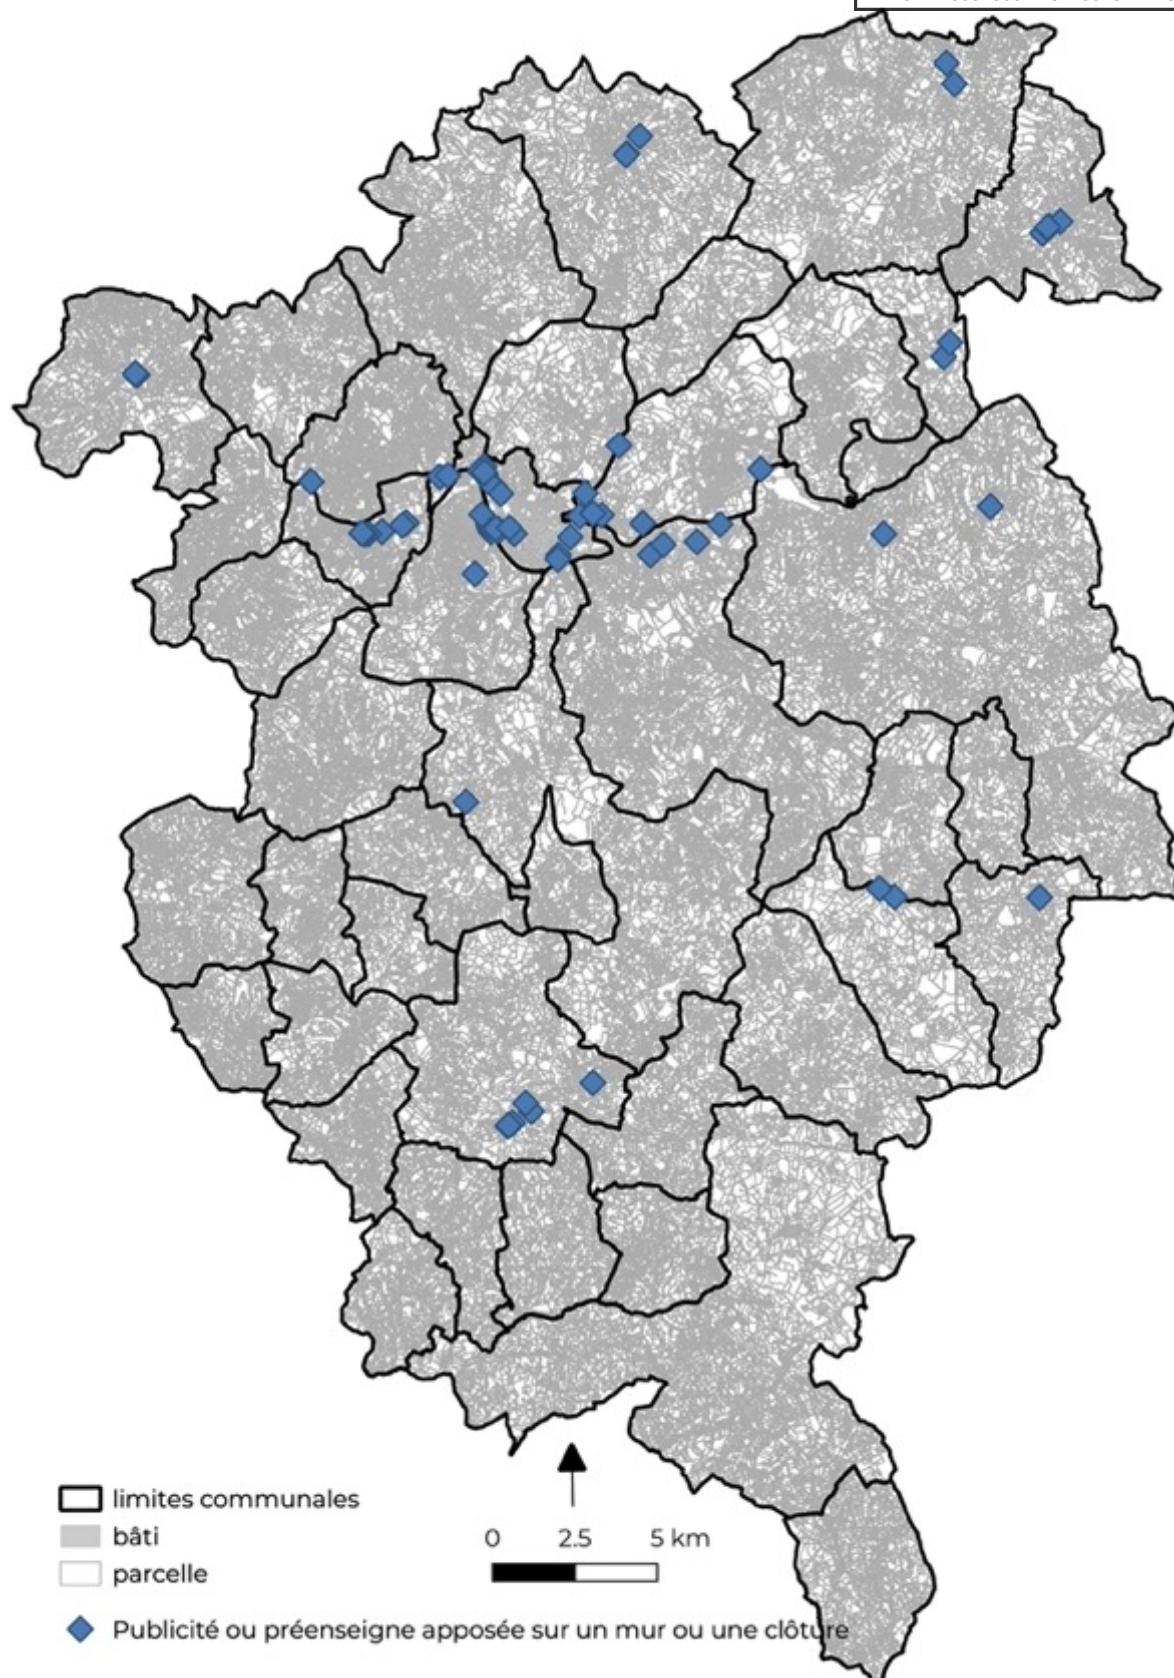 limites communales
bâti
parcelle
0 2.5 5 km
Publicité ou préenseigne apposée sur un mur ou une clôture